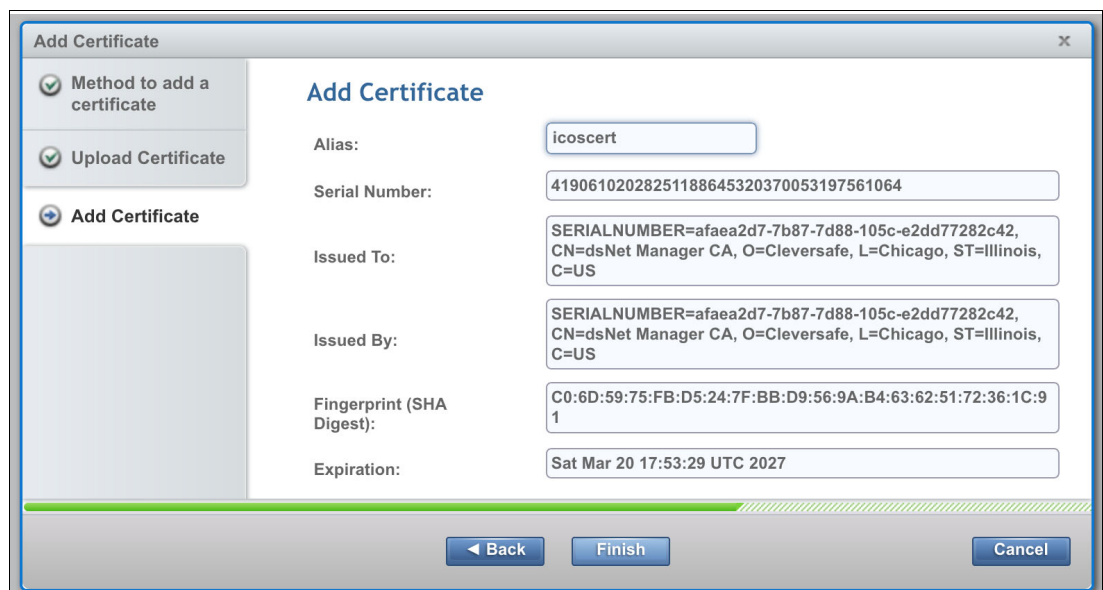 Add Certificate
x
Method to add a
certificate
Upload Certificate
Add Certificate
Add Certificate
Alias:
icoscert
Serial Number:
41906102028251188645320370053197561064
Issued To:
SERIALNUMBER=afaea2d7-7b87-7d88-105c-e2dd77282c42,
CN=dsNet Manager CA, O=Cleversafe, L=Chicago, ST=Illinois,
C=US
Issued By:
SERIALNUMBER=afaea2d7-7b87-7d88-105c-e2dd77282c42,
CN=dsNet Manager CA, O=Cleversafe, L=Chicago, ST=Illinois,
C=US
Fingerprint (SHA
Digest):
C0:6D:59:75:FB:D5:24:7F:BB:D9:56:9A:B4:63:62:51:72:36:1C:9
1
Expiration:
Sat Mar 20 17:53:29 UTC 2027
Back
Finish
Cancel